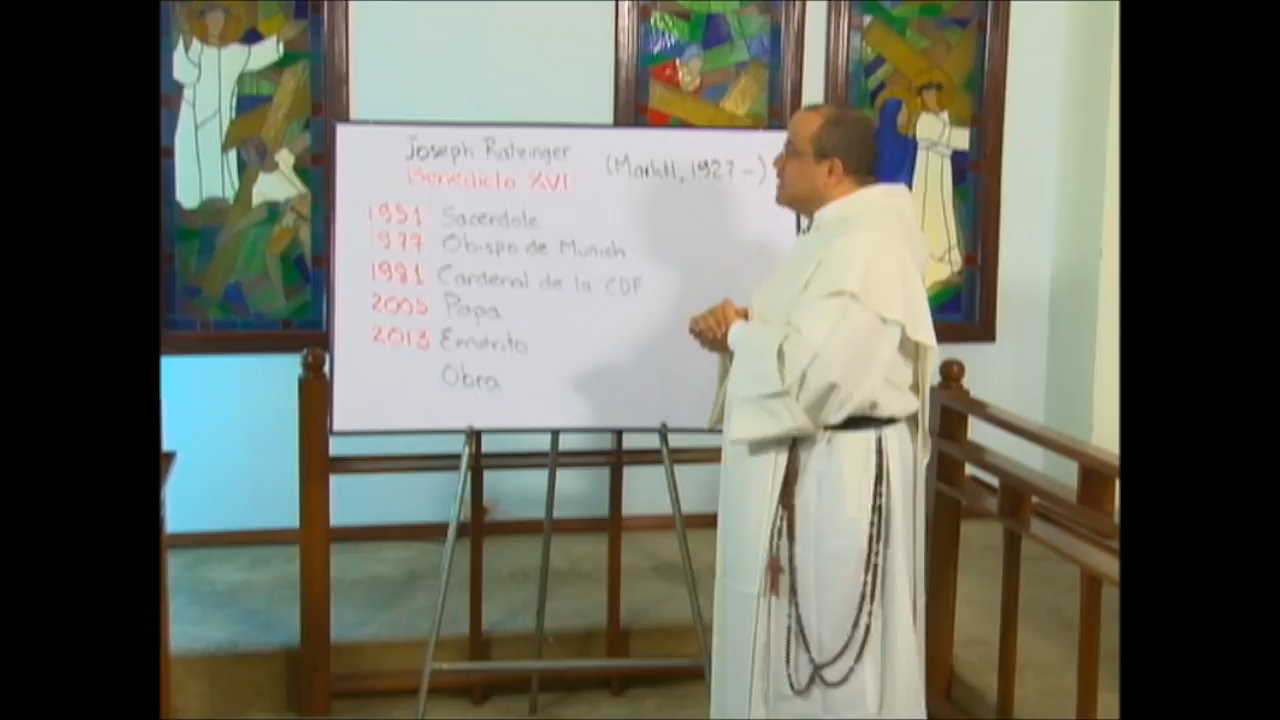 Joseph Ratzinger
Benedicto XVI
(Marktl, 1927-)
1951 Sacerdote
1977 Obispo de Munich
1981 Cardenal de la CDF
2005 Papa
2013 Emérito
Obra